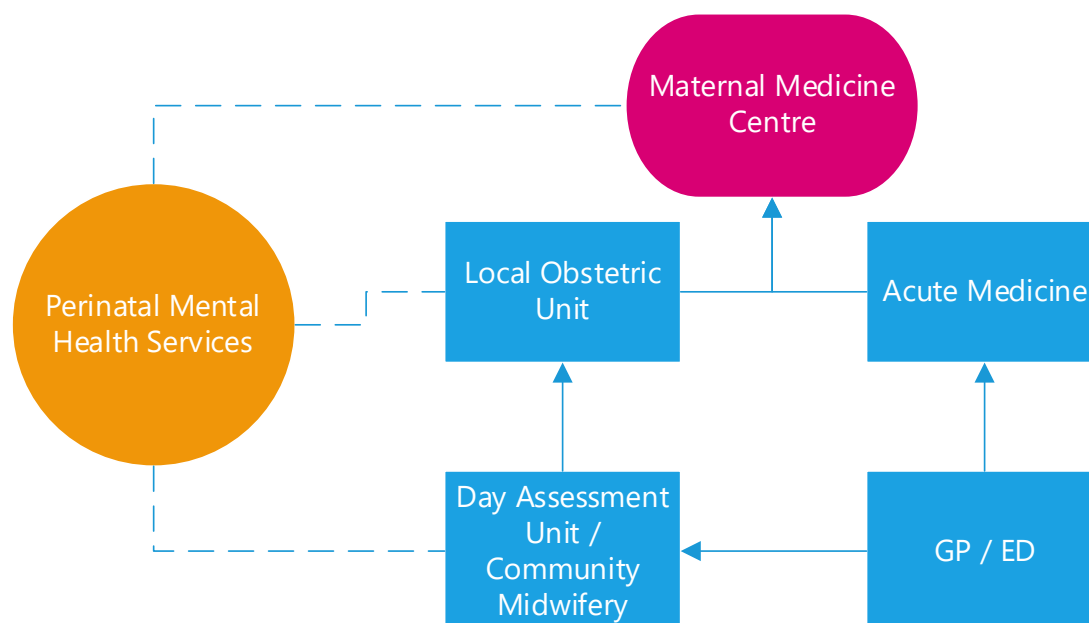 Maternal Medicine
Centre
Perinatal Mental
Health Services
Local Obstetric
Unit
Acute Medicine
Day Assessment
Unit /
Community
Midwifery
GP / ED